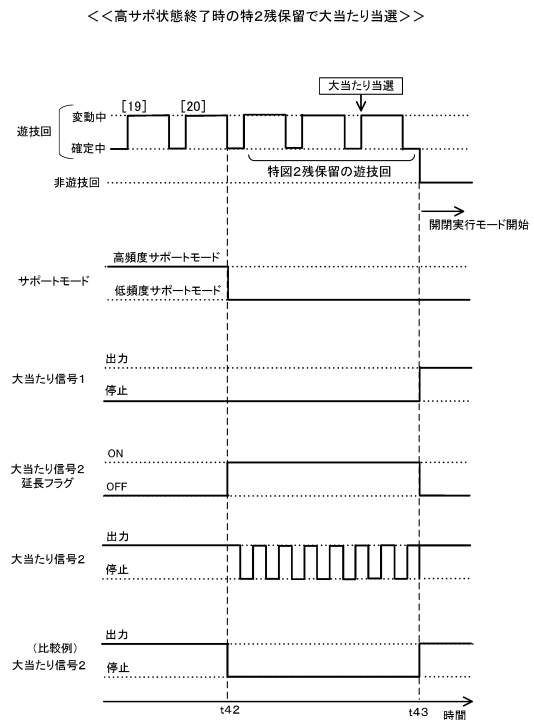 ＜＜高サポ状態終了時の特2残保留で大当たり当選＞＞
大当たり当選
[19]
[20]
変動中
遊技回
確定中
特図2残保留の遊技回
非遊技回
開閉実行モード開始
高頻度サポートモード
サポートモード
低頻度サポートモード
出力
大当たり信号1
停止
ON
大当たり信号2
延長フラグ
OFF
出力
大当たり信号2
停止
出力
（比較例）
大当たり信号2
停止
t42
t43
時間